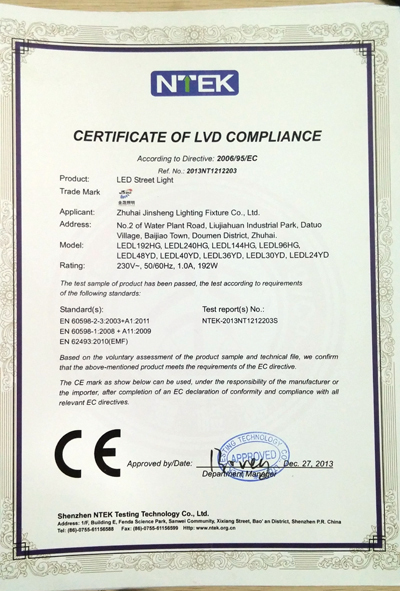 NTEK
CERTIFICATE OF LVD COMPLIANCE
According to Directive: 2006/95/EC
Ref. No.: 2013NT1212203
Product: LED Street Light
Trade Mark
Applicant: Zhuhai Jinsheng Lighting Fixture Co., Ltd.
Address: No.2 of Water Plant Road, Liujiahuan Industrial Park, Datuo
Village, Baijiao Town, Doumen District, Zhuhai.
Model: LEDL192HG, LEDL240HG, LEDL144HG, LEDL96HG,
LEDL48YD, LEDL40YD, LEDL36YD, LEDL30YD, LEDL24YD
Rating: 230V~, 50/60Hz, 1.0A, 192W
The test sample of product has been passed, the test according to requirements
of the following standards:
Standard(s): Test report(s) No.:
EN 60598-2-3:2003+A1:2011 NTEK-2013NT1212203S
EN 60598-1:2008 + A11:2009
EN 62493:2010(EMF)
Based on the voluntary assessment of the product sample and technical file, we confirm
that the above-mentioned product meets the requirements of the EC directive.
The CE mark as show below can be used, under the responsibility of the manufacturer or
the importer, after completion of an EC declaration of conformity and compliance with all
relevant EC directives.
CE
Approved by/Date: Dec. 27, 2013
APPROVED
Department Manager
Shenzhen NTEK Testing Technology Co., Ltd.
Address: 1/F, Building E, Fenda Science Park, Sanwei Community, Xixiang Street, Bao' an District, Shenzhen P.R. China
Tel: (86)-0755-61156588 Fax: (86)-0755-61156599 Http: www.ntek.org.cn